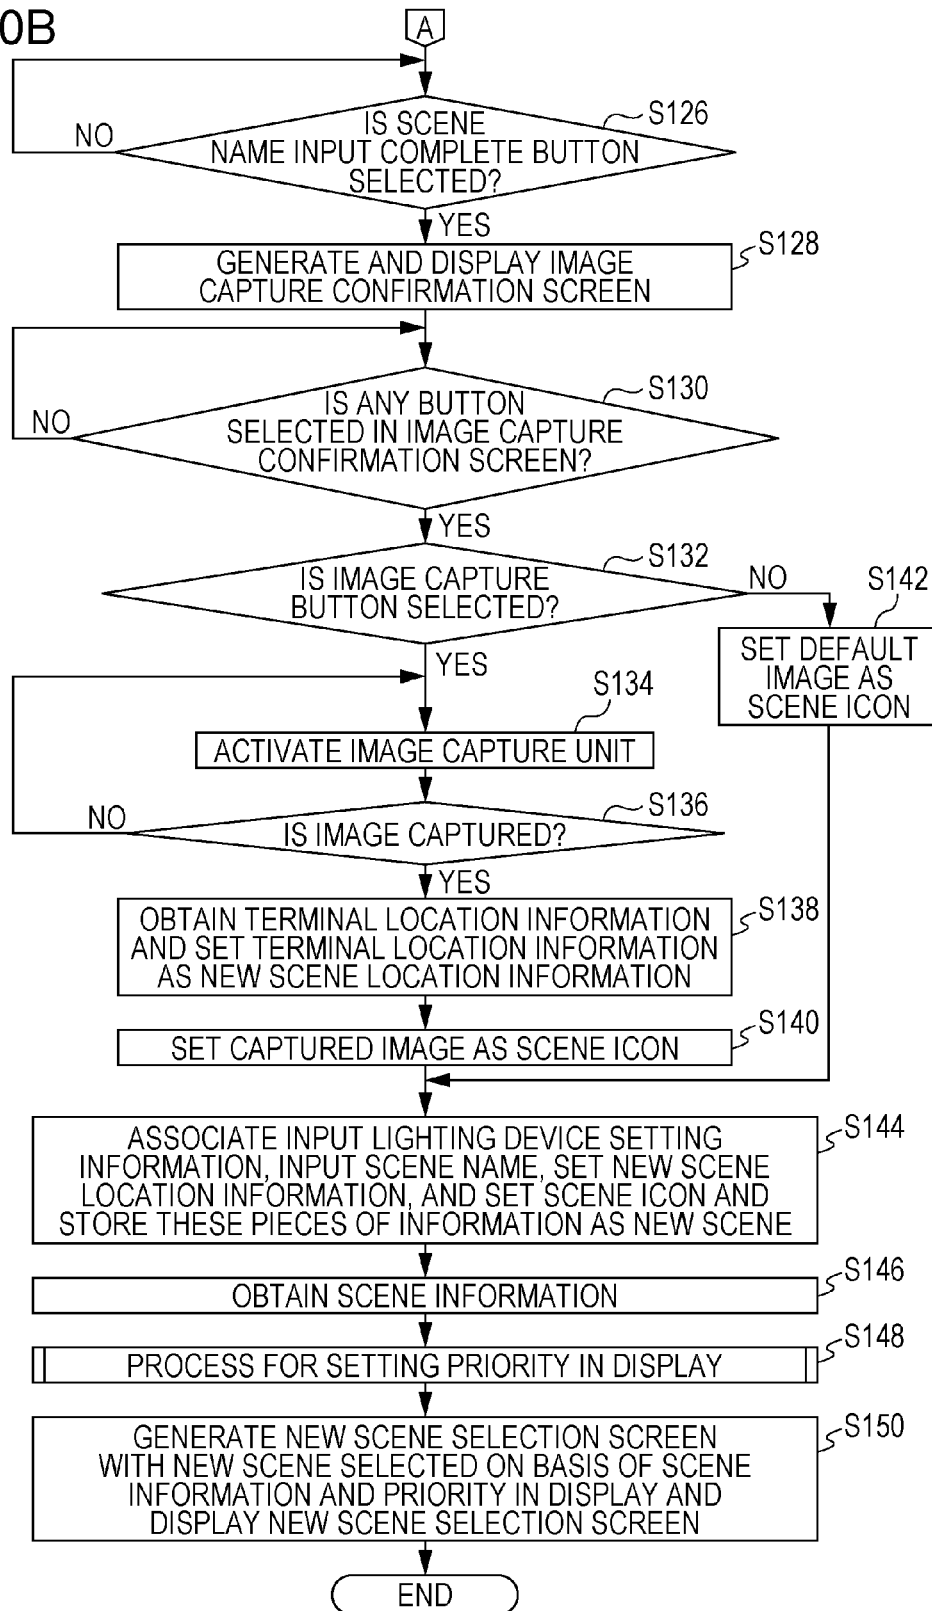 0B
A
S126
IS SCENE
NO
NAME INPUT COMPLETE BUTTON
SELECTED?
YES
S128
GENERATE AND DISPLAY IMAGE
CAPTURE CONFIRMATION SCREEN
S130
IS ANY BUTTON
NO
SELECTED IN IMAGE CAPTURE
CONFIRMATION SCREEN?
YES
S132
IS IMAGE CAPTURE
BUTTON SELECTED?
NO
S142
SET DEFAULT
IMAGE AS
SCENE ICON
YES
S134
ACTIVATE IMAGE CAPTURE UNIT
S136
NO
IS IMAGE CAPTURED?
YES
S138
OBTAIN TERMINAL LOCATION INFORMATION
AND SET TERMINAL LOCATION INFORMATION
AS NEW SCENE LOCATION INFORMATION
S140
SET CAPTURED IMAGE AS SCENE ICON
S144
ASSOCIATE INPUT LIGHTING DEVICE SETTING
INFORMATION, INPUT SCENE NAME, SET NEW SCENE
LOCATION INFORMATION, AND SET SCENE ICON AND
STORE THESE PIECES OF INFORMATION AS NEW SCENE
S146
OBTAIN SCENE INFORMATION
S148
PROCESS FOR SETTING PRIORITY IN DISPLAY
S150
GENERATE NEW SCENE SELECTION SCREEN
WITH NEW SCENE SELECTED ON BASIS OF SCENE
INFORMATION AND PRIORITY IN DISPLAY AND
DISPLAY NEW SCENE SELECTION SCREEN
END